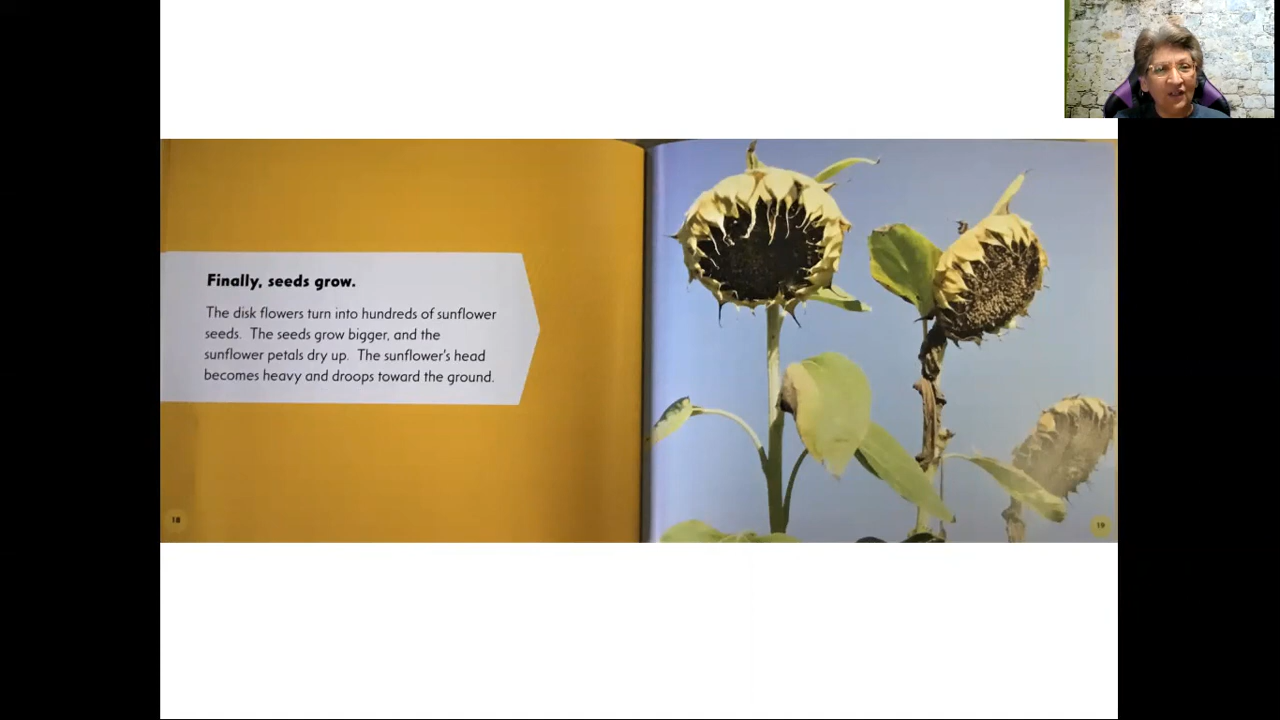 Finally, seeds grow.
The disk flowers turn into hundreds of sunflower
seeds. The seeds grow bigger, and the
sunflower petals dry up. The sunflower's head
becomes heavy and droops toward the ground.
18
19